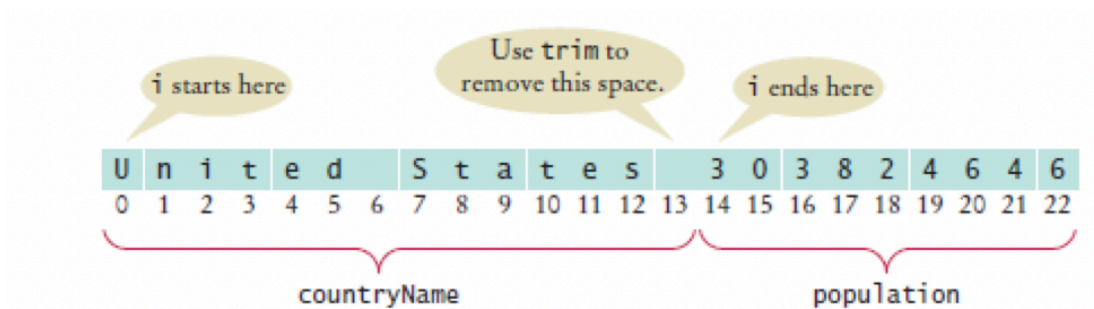 i starts here
Use trim to
remove this space.
i ends here
U n i t e d   S t a t e s   3 0 3 8 2 4 6 4 6
0 1 2 3 4 5 6 7 8 9 10 11 12 13 14 15 16 17 18 19 20 21 22
countryName population